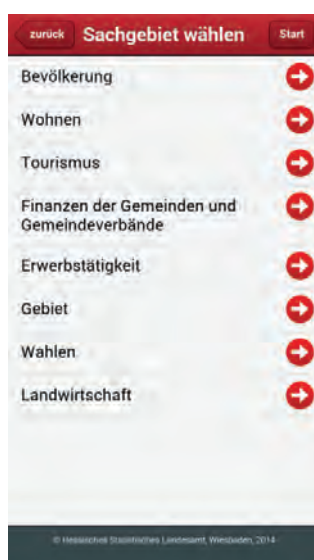 zurück Sachgebiet wählen Start
Bevölkerung
Wohnen
Tourismus
Finanzen der Gemeinden und
Gemeindeverbände
Erwerbstätigkeit
Gebiet
Wahlen
Landwirtschaft
© Hessisches Statistisches Landesamt, Wiesbaden, 2014